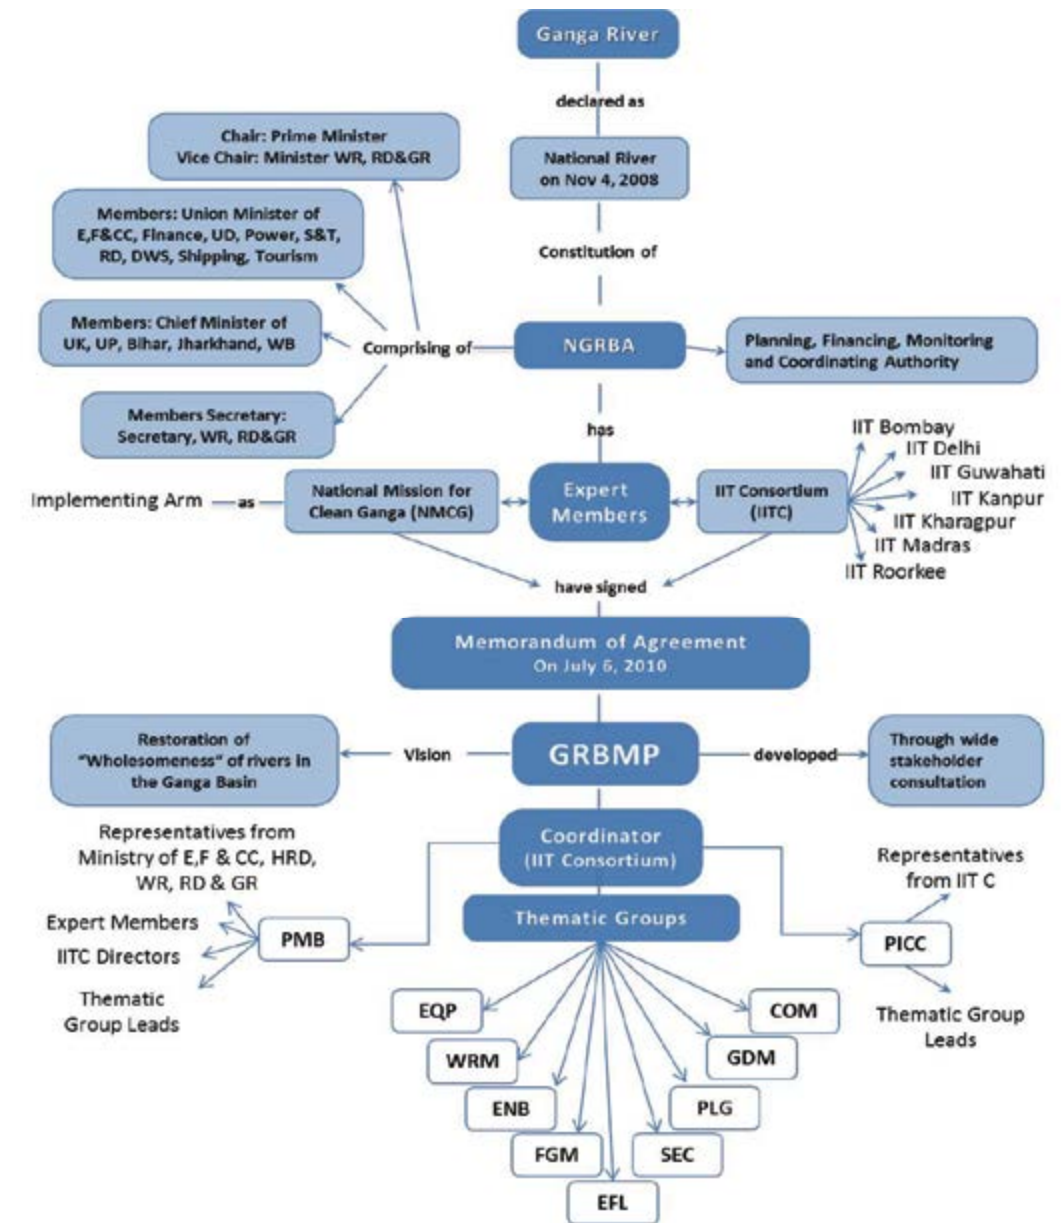 Ganga River
declared as
National River
on Nov 4, 2008
Constitution of
Chair: Prime Minister
Vice Chair: Minister WR, RD&GR
Members: Union Minister of
E,F&CC, Finance, UD, Power, S&T,
RD, DWS, Shipping, Tourism
Members: Chief Minister of
UK, UP, Bihar, Jharkhand, WB
Members Secretary:
Secretary, WR, RD&GR
Comprising of
NGRBA
Planning, Financing, Monitoring
and Coordinating Authority
has
Implementing Arm
as
National Mission for
Clean Ganga (NMCG)
Expert
Members
IIT Consortium
(IITC)
IIT Bombay
IIT Delhi
IIT Guwahati
IIT Kanpur
IIT Kharagpur
IIT Madras
IIT Roorkee
have signed
Memorandum of Agreement
On July 6, 2010
Restoration of
"Wholesomeness" of rivers in
the Ganga Basin
Vision
GRBMP
developed
Through wide
stakeholder
consultation
Coordinator
(IIT Consortium)
Thematic Groups
Representatives from
Ministry of E,F & CC, HRD,
WR, RD & GR
Expert Members
IITC Directors
Thematic
Group Leads
PMB
PICC
Representatives
from IIT C
Thematic Group
Leads
EQP
WRM
ENB
FGM
EFL
SEC
PLG
GDM
COM